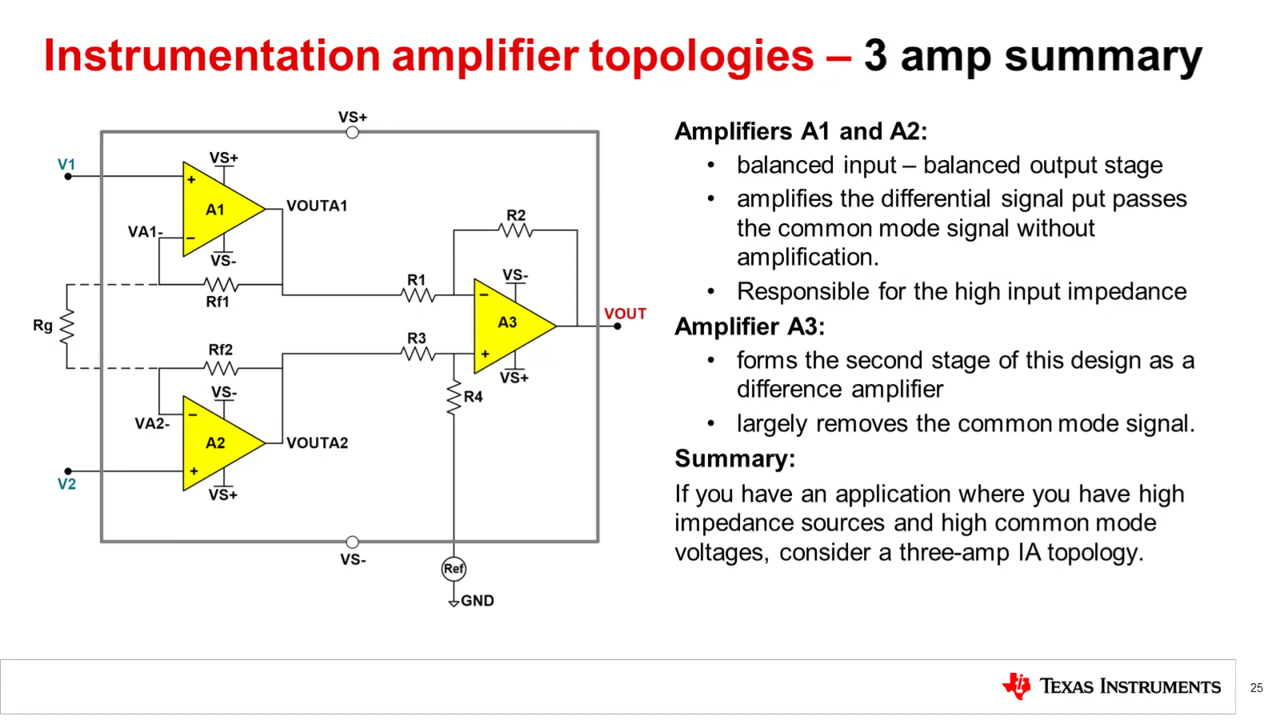 Instrumentation amplifier topologies – 3 amp summary
VS+
V1
VS+
+
A1
VOUTA1
VA1-
–
VS-
Rf1
R2
R1
VS-
–
A3
VOUT
Rg
R3
+
VS+
Rf2
R4
VS-
–
VA2-
A2
VOUTA2
+
V2
VS+
VS-
Ref
GND
Amplifiers A1 and A2:
• balanced input – balanced output stage
• amplifies the differential signal put passes
the common mode signal without
amplification.
• Responsible for the high input impedance
Amplifier A3:
• forms the second stage of this design as a
difference amplifier
• largely removes the common mode signal.
Summary:
If you have an application where you have high
impedance sources and high common mode
voltages, consider a three-amp IA topology.
TEXAS INSTRUMENTS
25